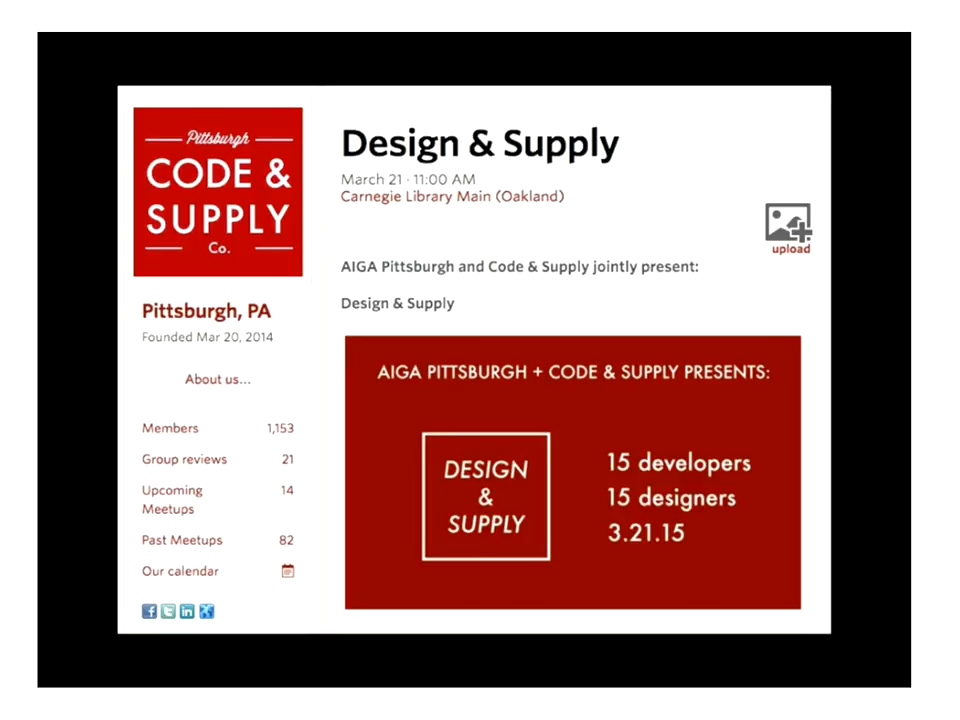 Pittsburgh
CODE &
SUPPLY
Co.
Pittsburgh, PA
Founded Mar 20, 2014
About us...
Members 1,153
Group reviews 21
Upcoming 14
Meetups
Past Meetups 82
Our calendar
Design & Supply
March 21 · 11:00 AM
Carnegie Library Main (Oakland)
upload
AIGA Pittsburgh and Code & Supply jointly present:
Design & Supply
AIGA PITTSBURGH + CODE & SUPPLY PRESENTS:
DESIGN
&
SUPPLY
15 developers
15 designers
3.21.15